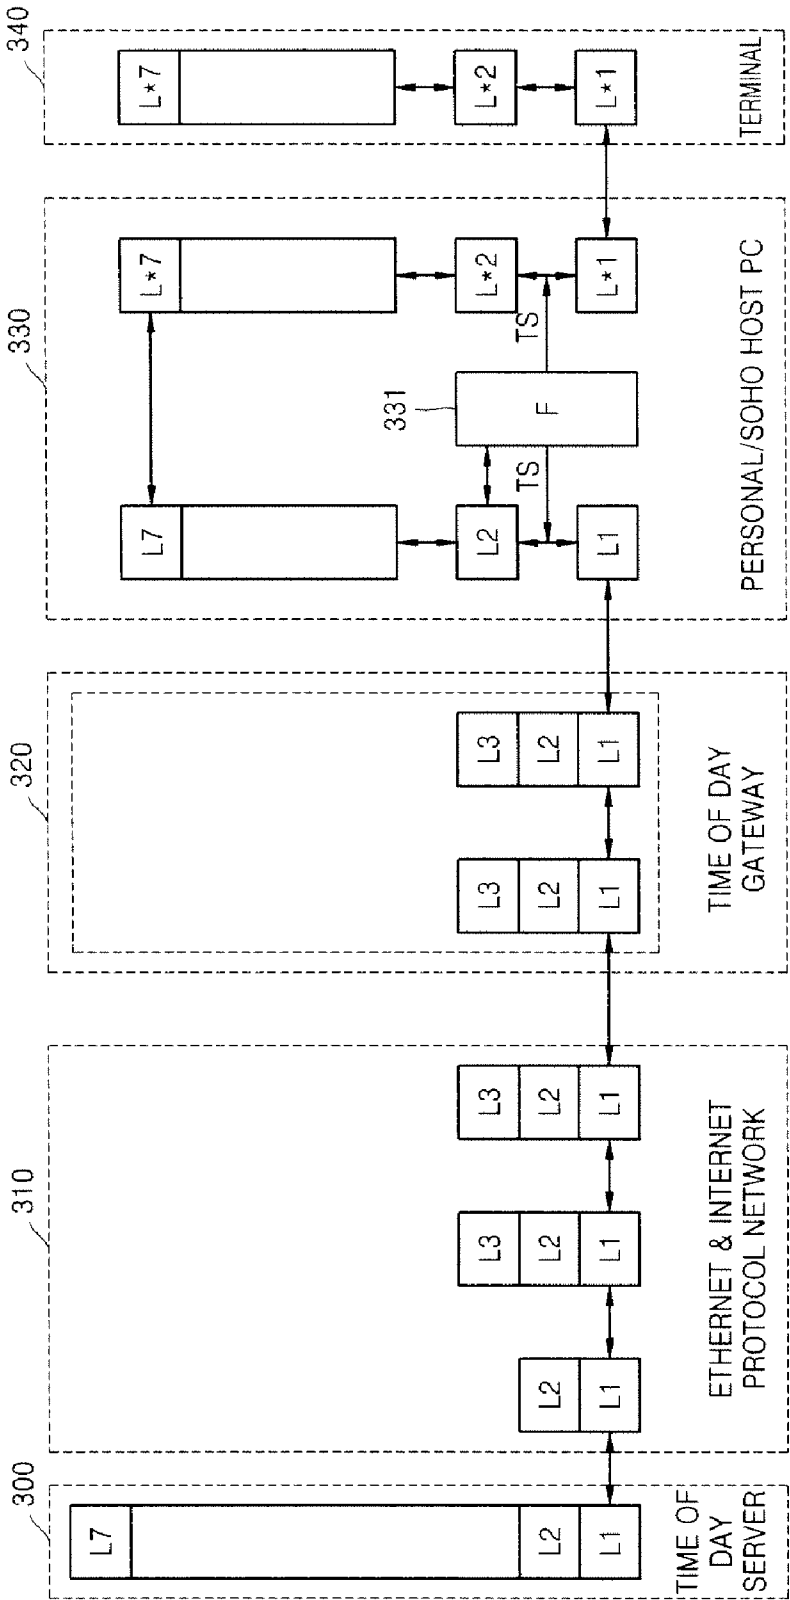 300
L7
L2
L1
TIME OF
DAY
SERVER
310
L2
L1
L3
L2
L1
L3
L2
L1
ETHERNET & INTERNET
PROTOCOL NETWORK
320
L3
L2
L1
L3
L2
L1
TIME OF DAY
GATEWAY
330
L7
L2
L1
TS
331
F
TS
L*7
L*2
L*1
PERSONAL/SOHO HOST PC
340
L*7
L*2
L*1
TERMINAL